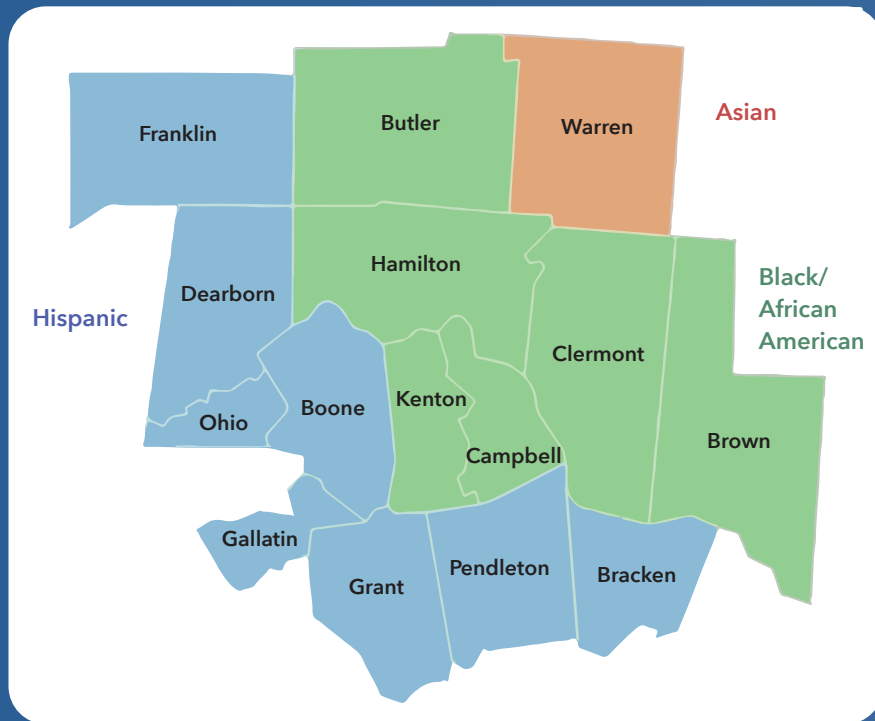 Franklin
Butler
Warren
Asian
Hamilton
Dearborn
Hispanic
Black/
African
American
Clermont
Kenton
Boone
Ohio
Campbell
Brown
Gallatin
Grant
Pendleton
Bracken